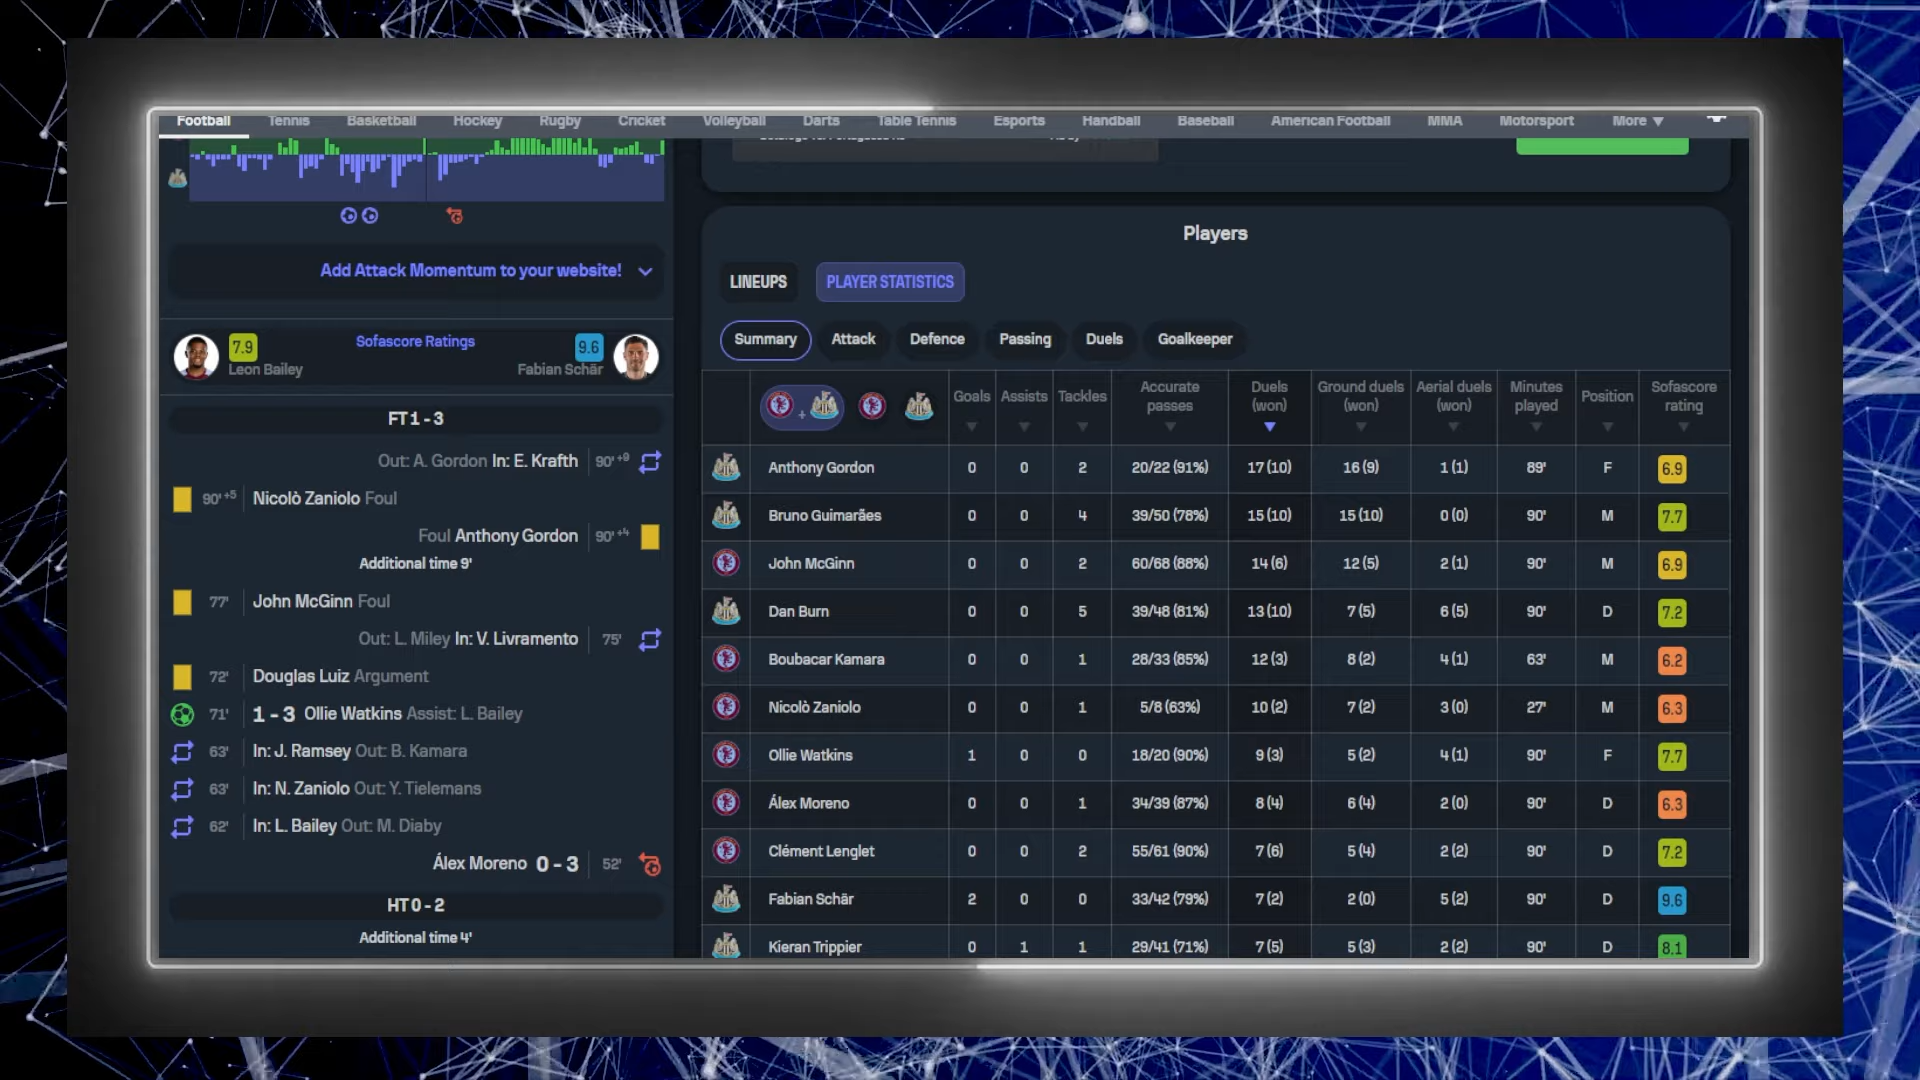 Football Tennis Basketball Hockey Rugby Cricket Volleyball Darts Table Tennis Esports Handball Baseball American Football MMA Motorsport More
Add Attack Momentum to your website!
7.9 Sofascore Ratings 9.6
Leon Bailey Fabian Schär
FT 1 - 3
Out: A. Gordon In: E. Krafth 90' +9
90' +5 Nicolò Zaniolo Foul
Foul Anthony Gordon 90' +4
Additional time 9'
77' John McGinn Foul
Out: L. Miley In: V. Livramento 75'
72' Douglas Luiz Argument
71' 1 - 3 Ollie Watkins Assist: L. Bailey
63' In: J. Ramsey Out: B. Kamara
63' In: N. Zaniolo Out: Y. Tielemans
62' In: L. Bailey Out: M. Diaby
Álex Moreno 0 - 3 52'
HT 0 - 2
Additional time 4'
Players
LINEUPS PLAYER STATISTICS
Summary Attack Defence Passing Duels Goalkeeper
+ Goals Assists Tackles Accurate passes Duels (won) Ground duels (won) Aerial duels (won) Minutes played Position Sofascore rating
Anthony Gordon 0 0 2 20/22 (91%) 17 (10) 16 (9) 1 (1) 89' F 6.9
Bruno Guimarães 0 0 4 39/50 (78%) 15 (10) 15 (10) 0 (0) 90' M 7.7
John McGinn 0 0 2 60/68 (88%) 14 (6) 12 (5) 2 (1) 90' M 6.9
Dan Burn 0 0 5 39/48 (81%) 13 (10) 7 (5) 6 (5) 90' D 7.2
Boubacar Kamara 0 0 1 28/33 (85%) 12 (3) 8 (2) 4 (1) 63' M 6.2
Nicolò Zaniolo 0 0 1 5/8 (63%) 10 (2) 7 (2) 3 (0) 27' M 6.3
Ollie Watkins 1 0 0 18/20 (90%) 9 (3) 5 (2) 4 (1) 90' F 7.7
Álex Moreno 0 0 1 34/39 (87%) 8 (4) 6 (4) 2 (0) 90' D 6.3
Clément Lenglet 0 0 2 55/61 (90%) 7 (6) 5 (4) 2 (2) 90' D 7.2
Fabian Schär 2 0 0 33/42 (79%) 7 (2) 2 (0) 5 (2) 90' D 9.6
Kieran Trippier 0 1 1 29/41 (71%) 7 (5) 5 (3) 2 (2) 90' D 8.1